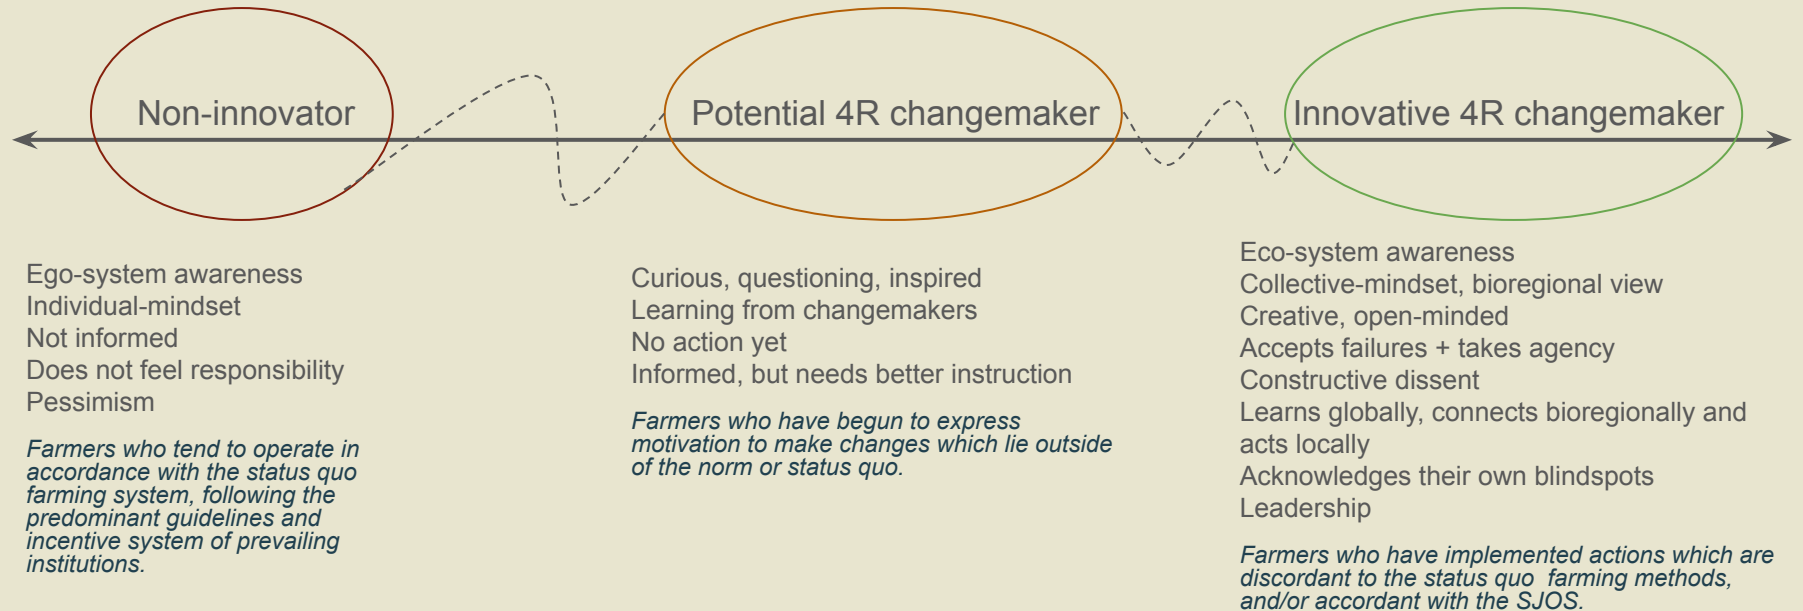 Non-innovator
Potential 4R changemaker
Innovative 4R changemaker
Ego-system awareness
Individual-mindset
Not informed
Does not feel responsibility
Pessimism
Farmers who tend to operate in
accordance with the status quo
farming system, following the
predominant guidelines and
incentive system of prevailing
institutions.
Curious, questioning, inspired
Learning from changemakers
No action yet
Informed, but needs better instruction
Farmers who have begun to express
motivation to make changes which lie outside
of the norm or status quo.
Eco-system awareness
Collective-mindset, bioregional view
Creative, open-minded
Accepts failures + takes agency
Constructive dissent
Learns globally, connects bioregionally and
acts locally
Acknowledges their own blindspots
Leadership
Farmers who have implemented actions which are
discordant to the status quo  farming methods,
and/or accordant with the SJOS.